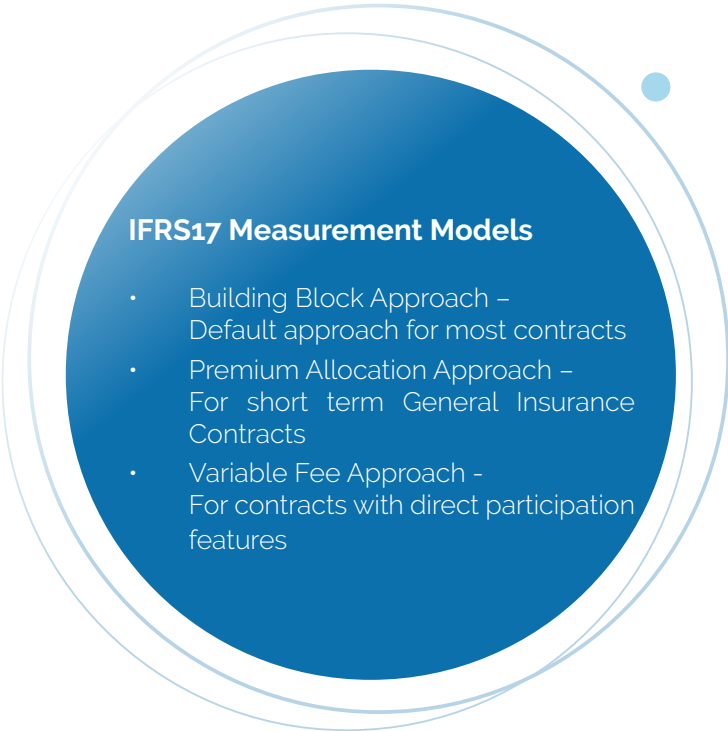 IFRS17 Measurement Models
• Building Block Approach –
Default approach for most contracts
• Premium Allocation Approach –
For short term General Insurance
Contracts
• Variable Fee Approach -
For contracts with direct participation
features